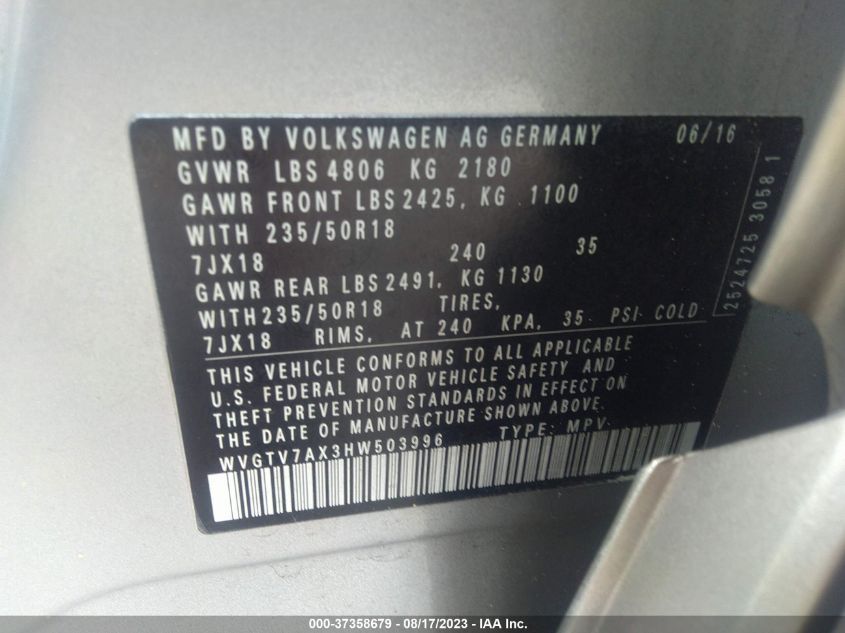 MFD BY VOLKSWAGEN AG GERMANY 06/16
GVWR LBS 4806 KG 2180
GAWR FRONT LBS 2425, KG 1100
WITH 235/50R18
7JX18 240 35
GAWR REAR LBS 2491, KG 1130
WITH 235/50R18 TIRES,
7JX18 RIMS, AT 240 KPA, 35 PSI COLD
THIS VEHICLE CONFORMS TO ALL APPLICABLE
U.S. FEDERAL MOTOR VEHICLE SAFETY AND
THEFT PREVENTION STANDARDS IN EFFECT ON
THE DATE OF MANUFACTURE SHOWN ABOVE.
WVGTV7AX3HW503996 TYPE: MPV
2524725 30581
000-37358679 - 08/17/2023 - IAA Inc.